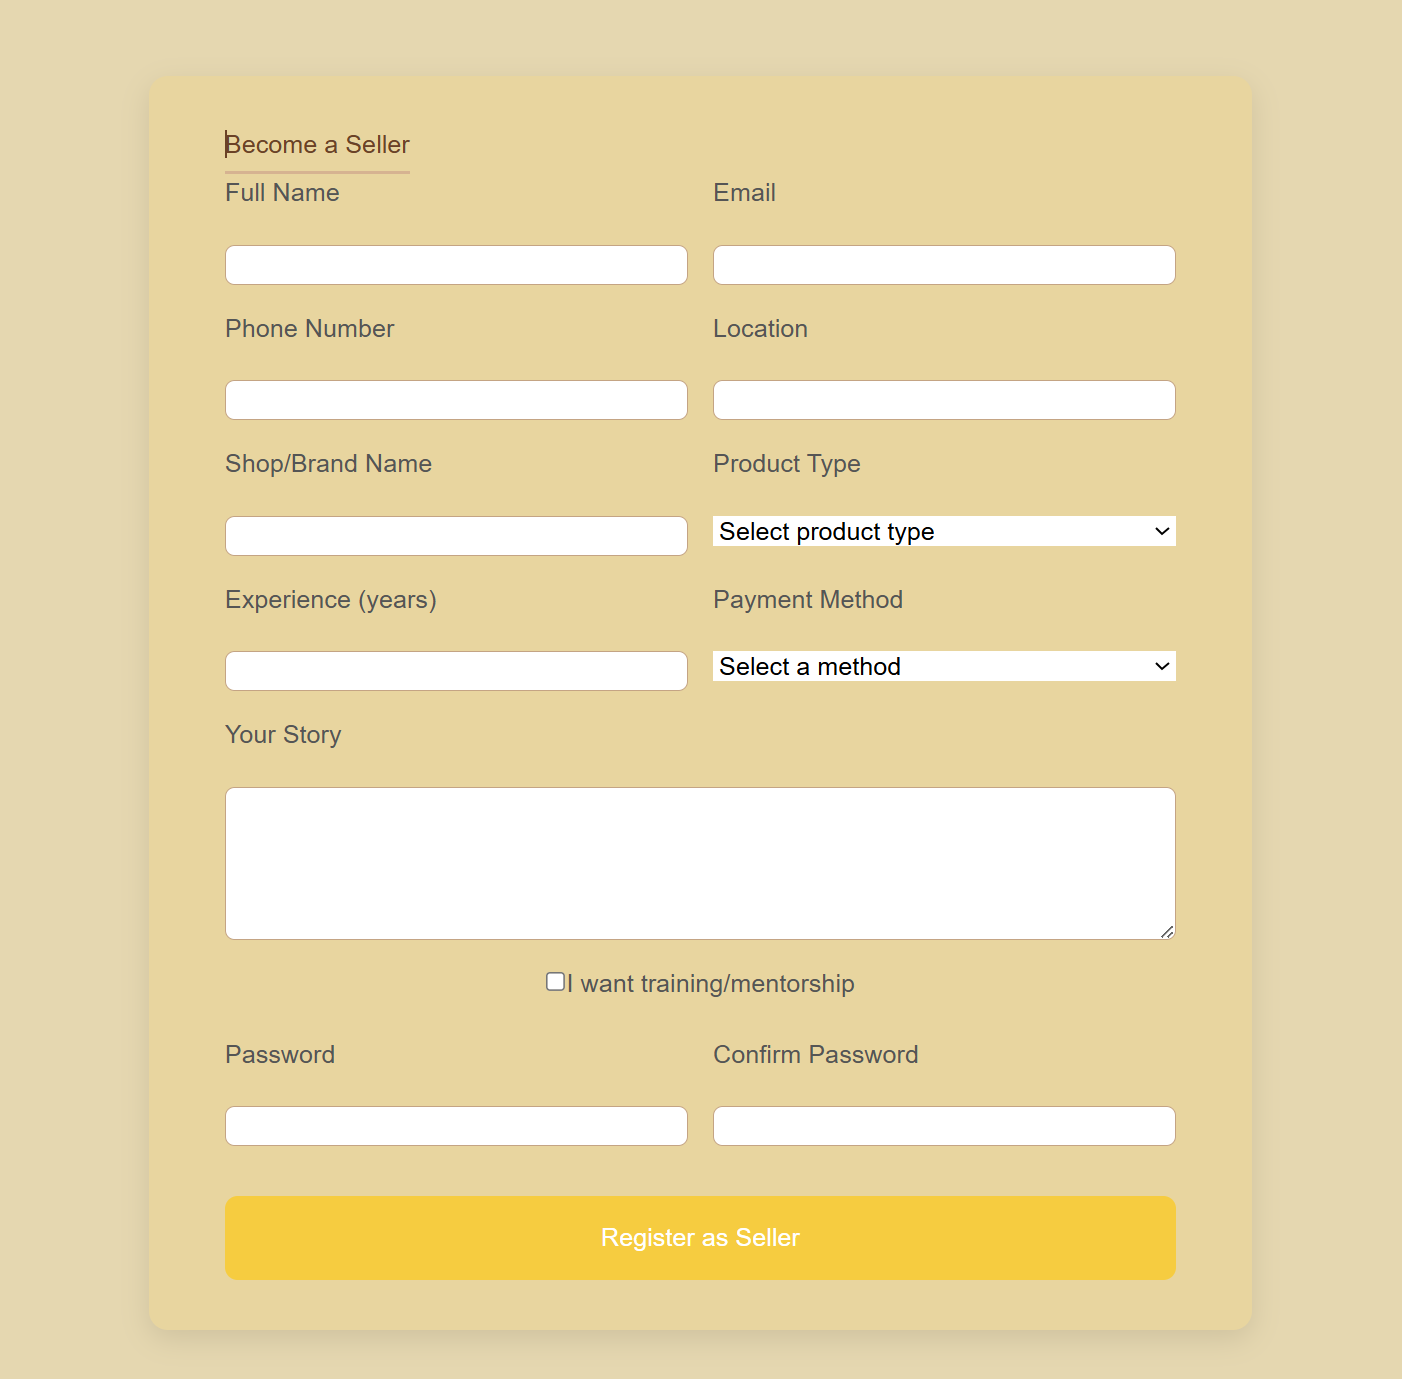 Become a Seller
Full Name
Email
Phone Number
Location
Shop/Brand Name
Product Type
Select product type
Experience (years)
Payment Method
Select a method
Your Story
I want training/mentorship
Password
Confirm Password
Register as Seller